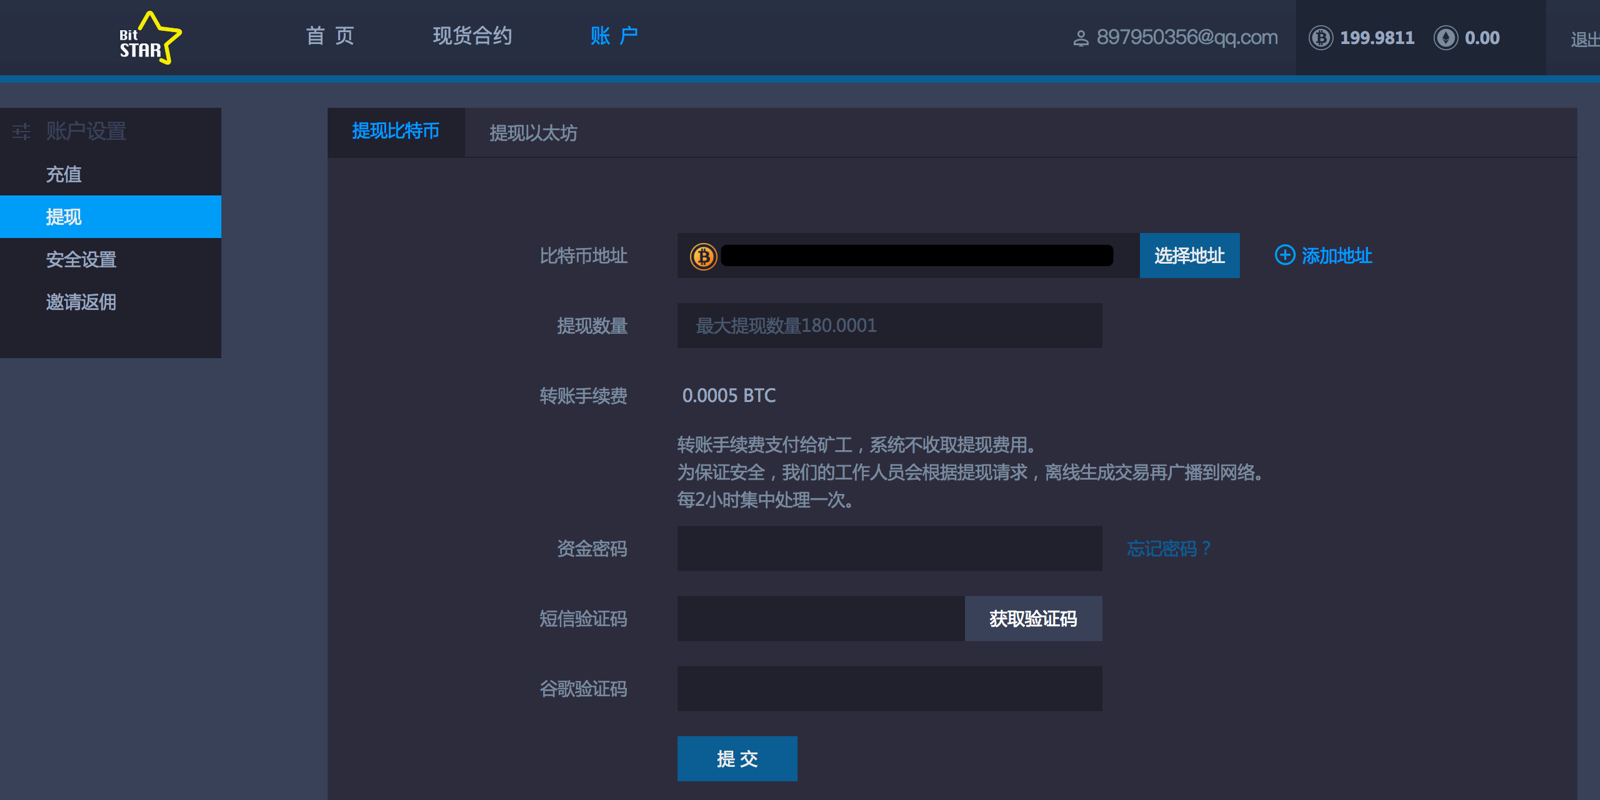 Bit
STAR
首 页
现货合约
账 户
897950356@qq.com
199.9811
0.00
退出
账户设置
充值
提现
安全设置
邀请返佣
提现比特币
提现以太坊
比特币地址
选择地址
添加地址
提现数量
最大提现数量180.0001
转账手续费
0.0005 BTC
转账手续费支付给矿工，系统不收取提现费用。
为保证安全，我们的工作人员会根据提现请求，离线生成交易再广播到网络。
每2小时集中处理一次。
资金密码
忘记密码？
短信验证码
获取验证码
谷歌验证码
提 交